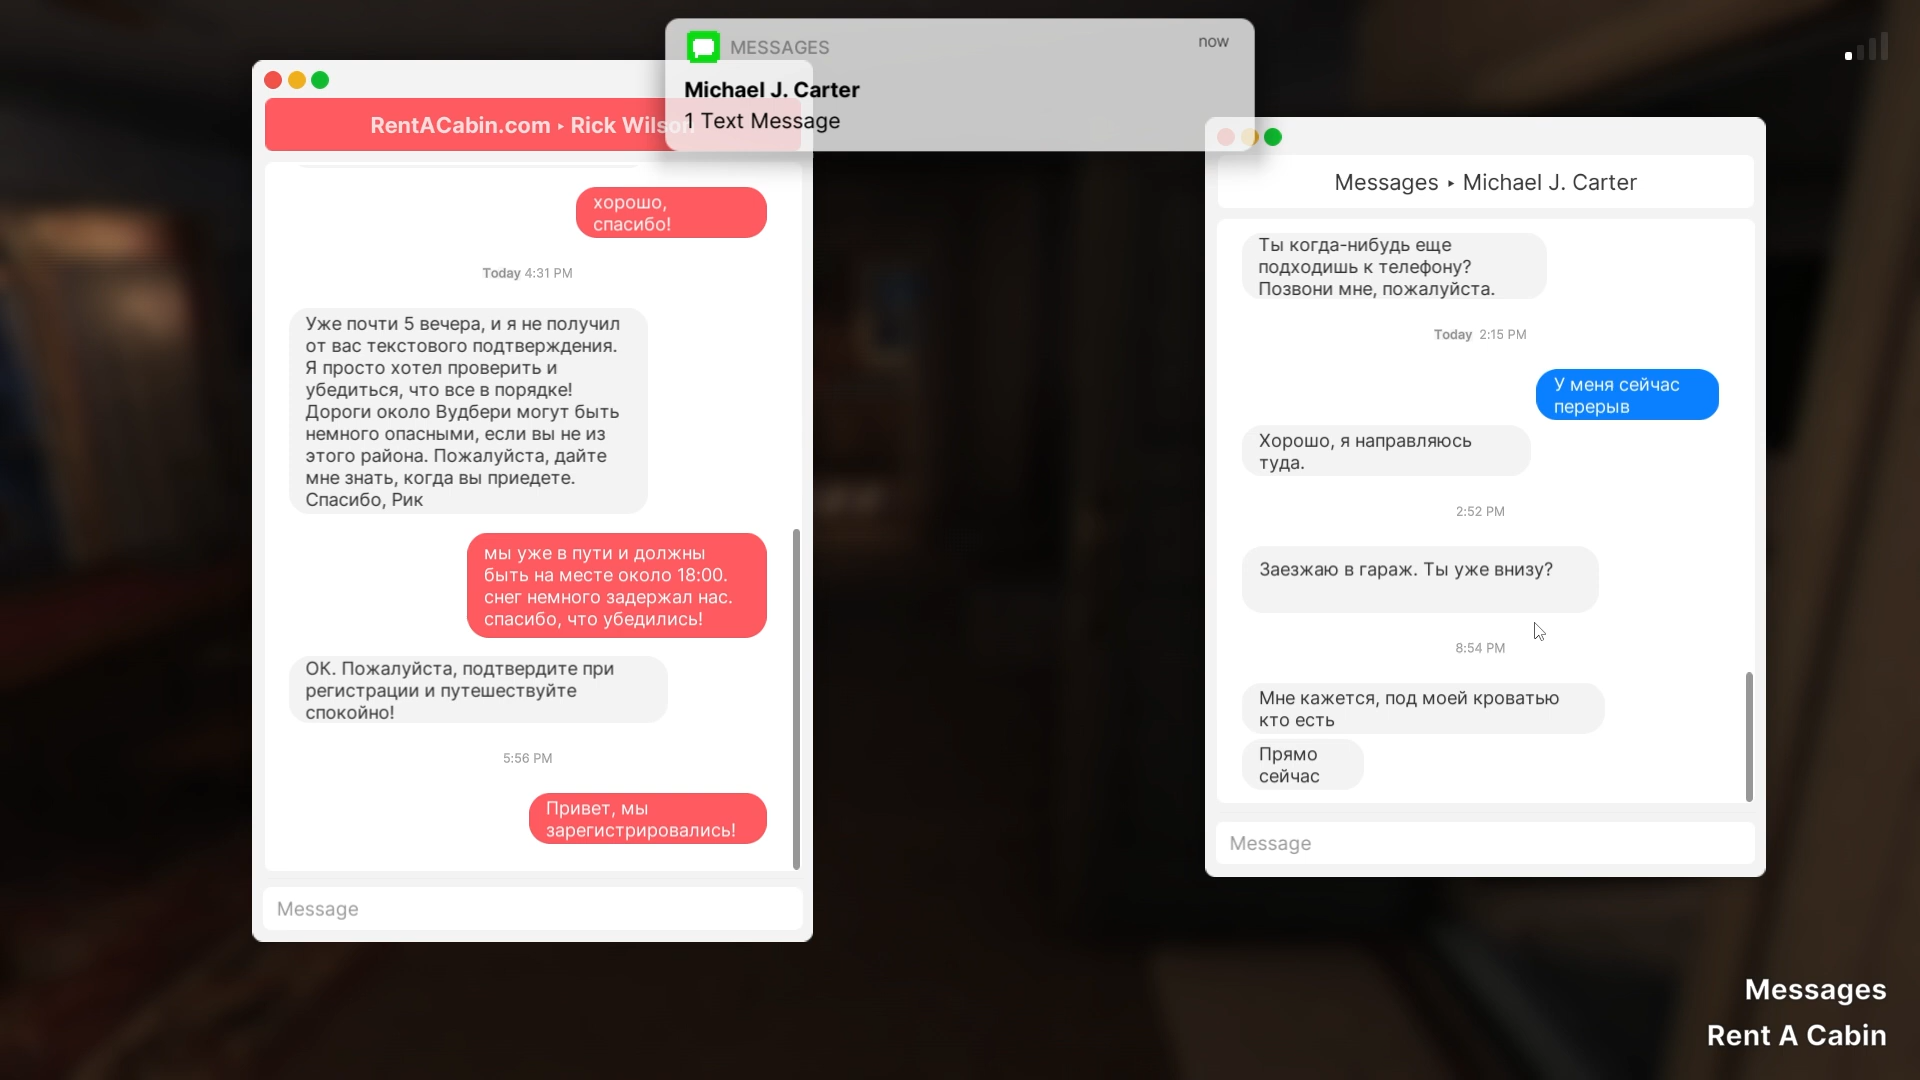 MESSAGES
now
Michael J. Carter
1 Text Message
RentACabin.com ▸ Rick Wilson
хорошо,
спасибо!
Today 4:31 PM
Уже почти 5 вечера, и я не получил
от вас текстового подтверждения.
Я просто хотел проверить и
убедиться, что все в порядке!
Дороги около Вудбери могут быть
немного опасными, если вы не из
этого района. Пожалуйста, дайте
мне знать, когда вы приедете.
Спасибо, Рик
мы уже в пути и должны
быть на месте около 18:00.
снег немного задержал нас.
спасибо, что убедились!
ОК. Пожалуйста, подтвердите при
регистрации и путешествуйте
спокойно!
5:56 PM
Привет, мы
зарегистрировались!
Message
Messages ▸ Michael J. Carter
Ты когда-нибудь еще
подходишь к телефону?
Позвони мне, пожалуйста.
Today 2:15 PM
У меня сейчас
перерыв
Хорошо, я направляюсь
туда.
2:52 PM
Заезжаю в гараж. Ты уже внизу?
8:54 PM
Мне кажется, под моей кроватью
кто есть
Прямо
сейчас
Message
Messages
Rent A Cabin